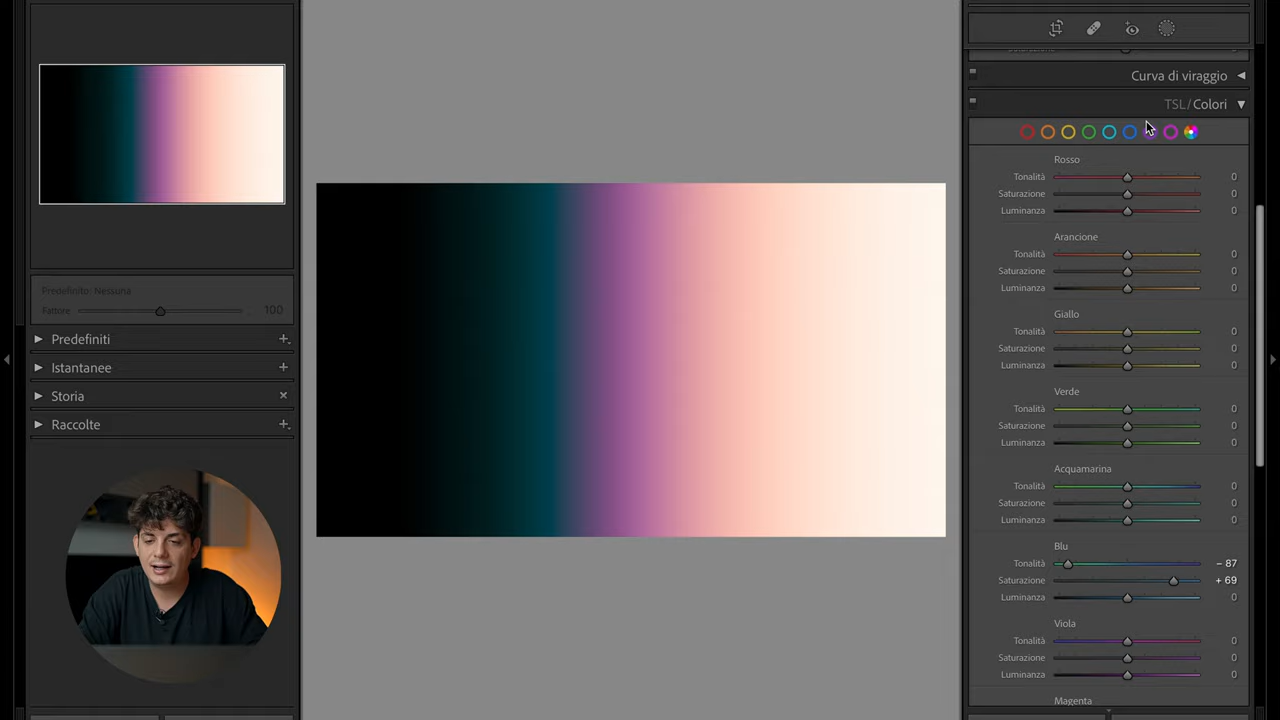 Predefinito: Nessuna
Fattore 100
Predefiniti
Istantanee
Storia
Raccolte
Saturazione
Curva di viraggio
TSL / Colori
Rosso
Tonalità 0
Saturazione 0
Luminanza 0
Arancione
Tonalità 0
Saturazione 0
Luminanza 0
Giallo
Tonalità 0
Saturazione 0
Luminanza 0
Verde
Tonalità 0
Saturazione 0
Luminanza 0
Acquamarina
Tonalità 0
Saturazione 0
Luminanza 0
Blu
Tonalità − 87
Saturazione + 69
Luminanza 0
Viola
Tonalità 0
Saturazione 0
Luminanza 0
Magenta